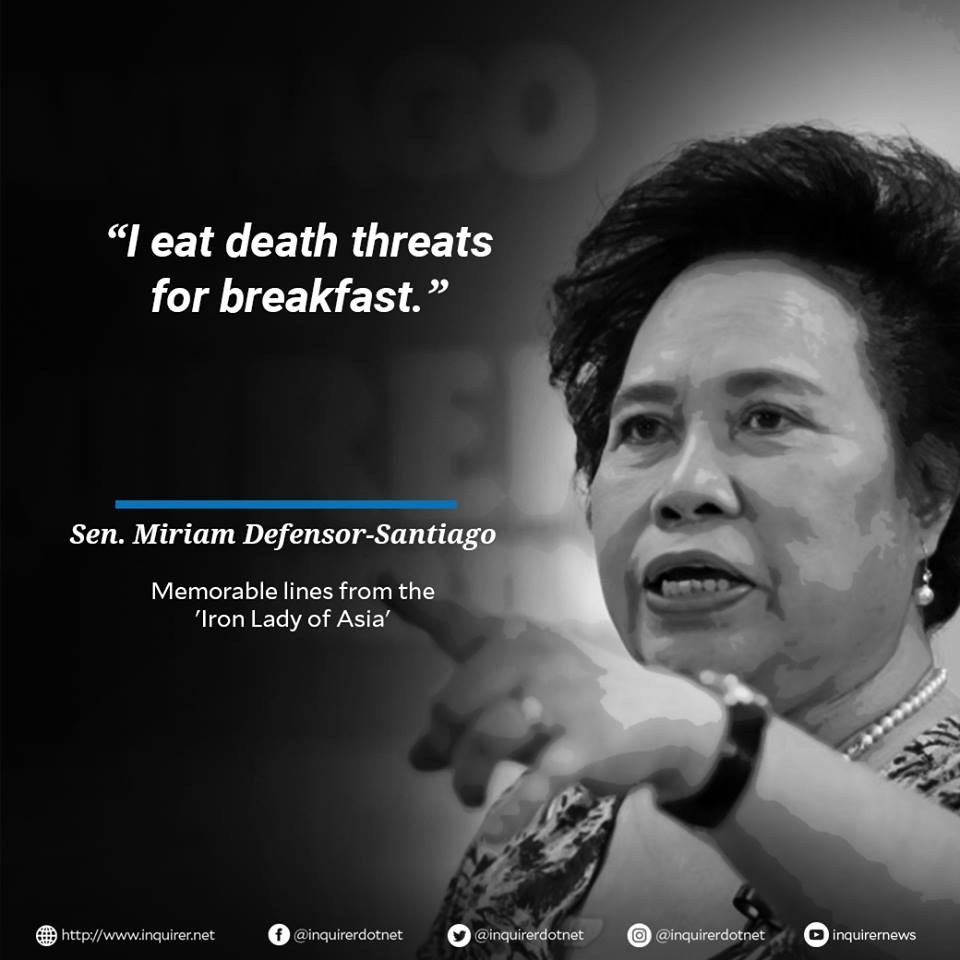 “I eat death threats
for breakfast.”
Sen. Miriam Defensor-Santiago
Memorable lines from the
'Iron Lady of Asia'
http://www.inquirer.net
@inquirerdotnet
@inquirerdotnet
@inquirerdotnet
inquirernews